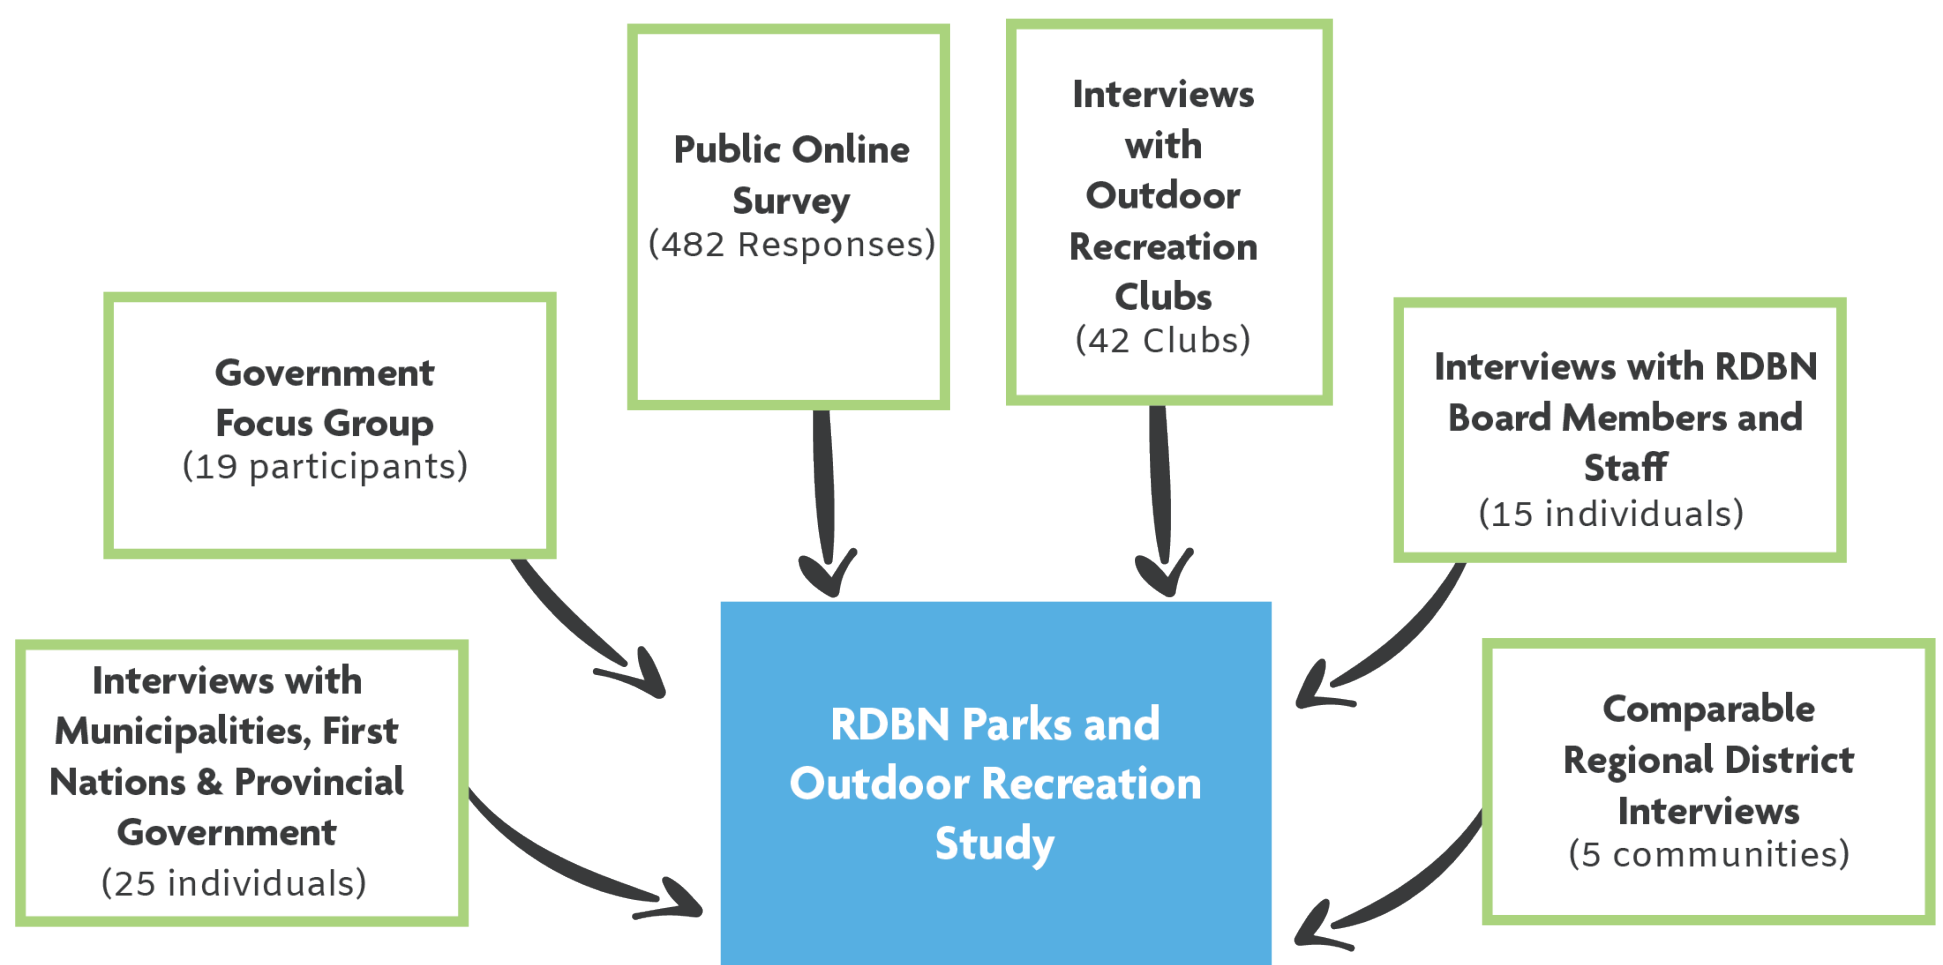 Public Online
Survey
(482 Responses)
Interviews
with
Outdoor
Recreation
Clubs
(42 Clubs)
Government
Focus Group
(19 participants)
Interviews with RDBN
Board Members and
Staff
(15 individuals)
Interviews with
Municipalities, First
Nations & Provincial
Government
(25 individuals)
RDBN Parks and
Outdoor Recreation
Study
Comparable
Regional District
Interviews
(5 communities)